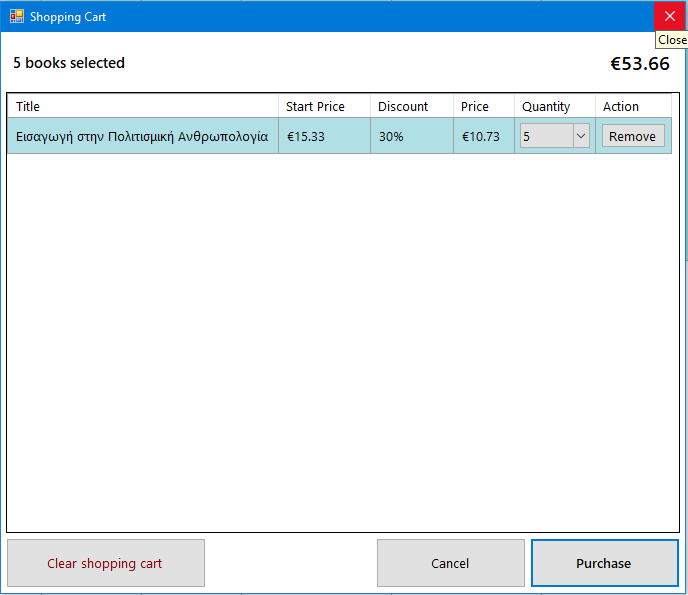 Shopping Cart
Close
5 books selected €53.66
Title Start Price Discount Price Quantity Action
Εισαγωγή στην Πολιτισμική Ανθρωπολογία €15.33 30% €10.73 5 Remove
Clear shopping cart Cancel Purchase